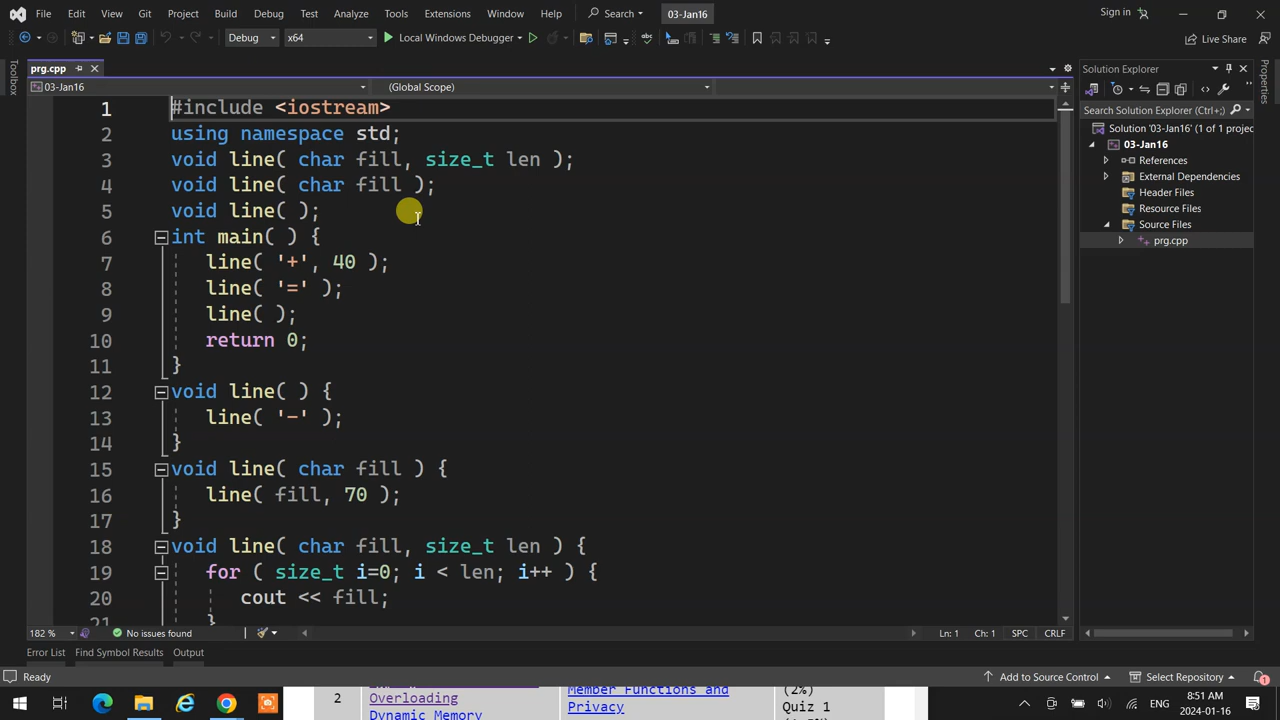 File Edit View Git Project Build Debug Test Analyze Tools Extensions Window Help Search 03-Jan16 Sign in
Debug x64 Local Windows Debugger Live Share
prg.cpp
03-Jan16 (Global Scope)
1 #include <iostream>
2 using namespace std;
3 void line( char fill, size_t len );
4 void line( char fill );
5 void line( );
6 int main( ) {
7 line( '+', 40 );
8 line( '=' );
9 line( );
10 return 0;
11 }
12 void line( ) {
13 line( '-' );
14 }
15 void line( char fill ) {
16 line( fill, 70 );
17 }
18 void line( char fill, size_t len ) {
19 for ( size_t i=0; i < len; i++ ) {
20 cout << fill;
21 }
Toolbox
Solution Explorer
Search Solution Explorer (Ctrl+;)
Solution '03-Jan16' (1 of 1 projec
03-Jan16
References
External Dependencies
Header Files
Resource Files
Source Files
prg.cpp
Properties
182 % No issues found Ln: 1 Ch: 1 SPC CRLF
Error List Find Symbol Results Output
Ready Add to Source Control Select Repository 1
2 Overloading Member Functions and (2%)
Dynamic Memory Privacy Quiz 1
8:51 AM
2024-01-16